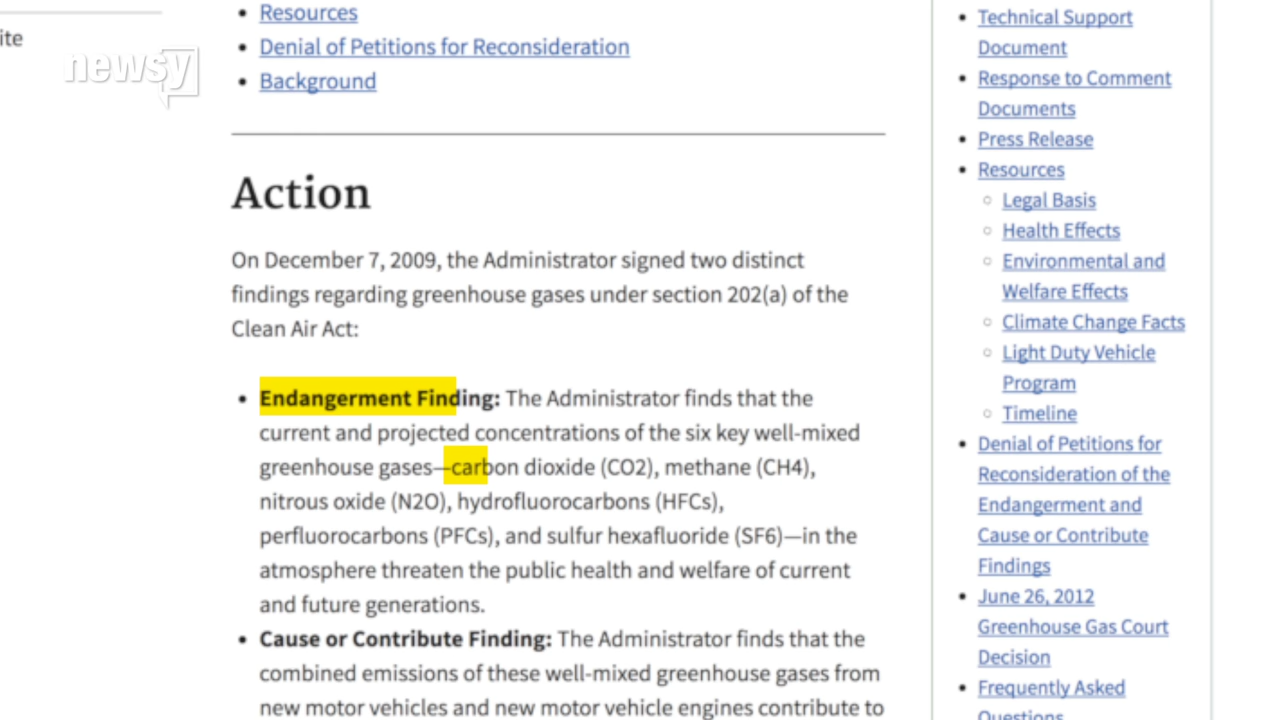 ite
newsy
Resources
Denial of Petitions for Reconsideration
Background
Action
On December 7, 2009, the Administrator signed two distinct
findings regarding greenhouse gases under section 202(a) of the
Clean Air Act:
Endangerment Finding: The Administrator finds that the
current and projected concentrations of the six key well-mixed
greenhouse gases—carbon dioxide (CO2), methane (CH4),
nitrous oxide (N2O), hydrofluorocarbons (HFCs),
perfluorocarbons (PFCs), and sulfur hexafluoride (SF6)—in the
atmosphere threaten the public health and welfare of current
and future generations.
Cause or Contribute Finding: The Administrator finds that the
combined emissions of these well-mixed greenhouse gases from
new motor vehicles and new motor vehicle engines contribute to
Technical Support
Document
Response to Comment
Documents
Press Release
Resources
Legal Basis
Health Effects
Environmental and
Welfare Effects
Climate Change Facts
Light Duty Vehicle
Program
Timeline
Denial of Petitions for
Reconsideration of the
Endangerment and
Cause or Contribute
Findings
June 26, 2012
Greenhouse Gas Court
Decision
Frequently Asked
Questions